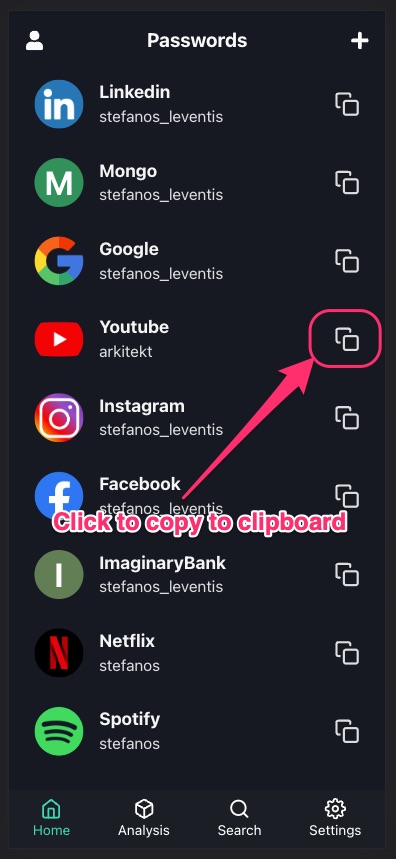 Passwords
Linkedin
stefanos_leventis
M
Mongo
stefanos_leventis
Google
stefanos_leventis
Youtube
arkitekt
Instagram
stefanos_leventis
Facebook
stefanos_leventis
Click to copy to clipboard
I
ImaginaryBank
stefanos_leventis
Netflix
stefanos
Spotify
stefanos
Home Analysis Search Settings